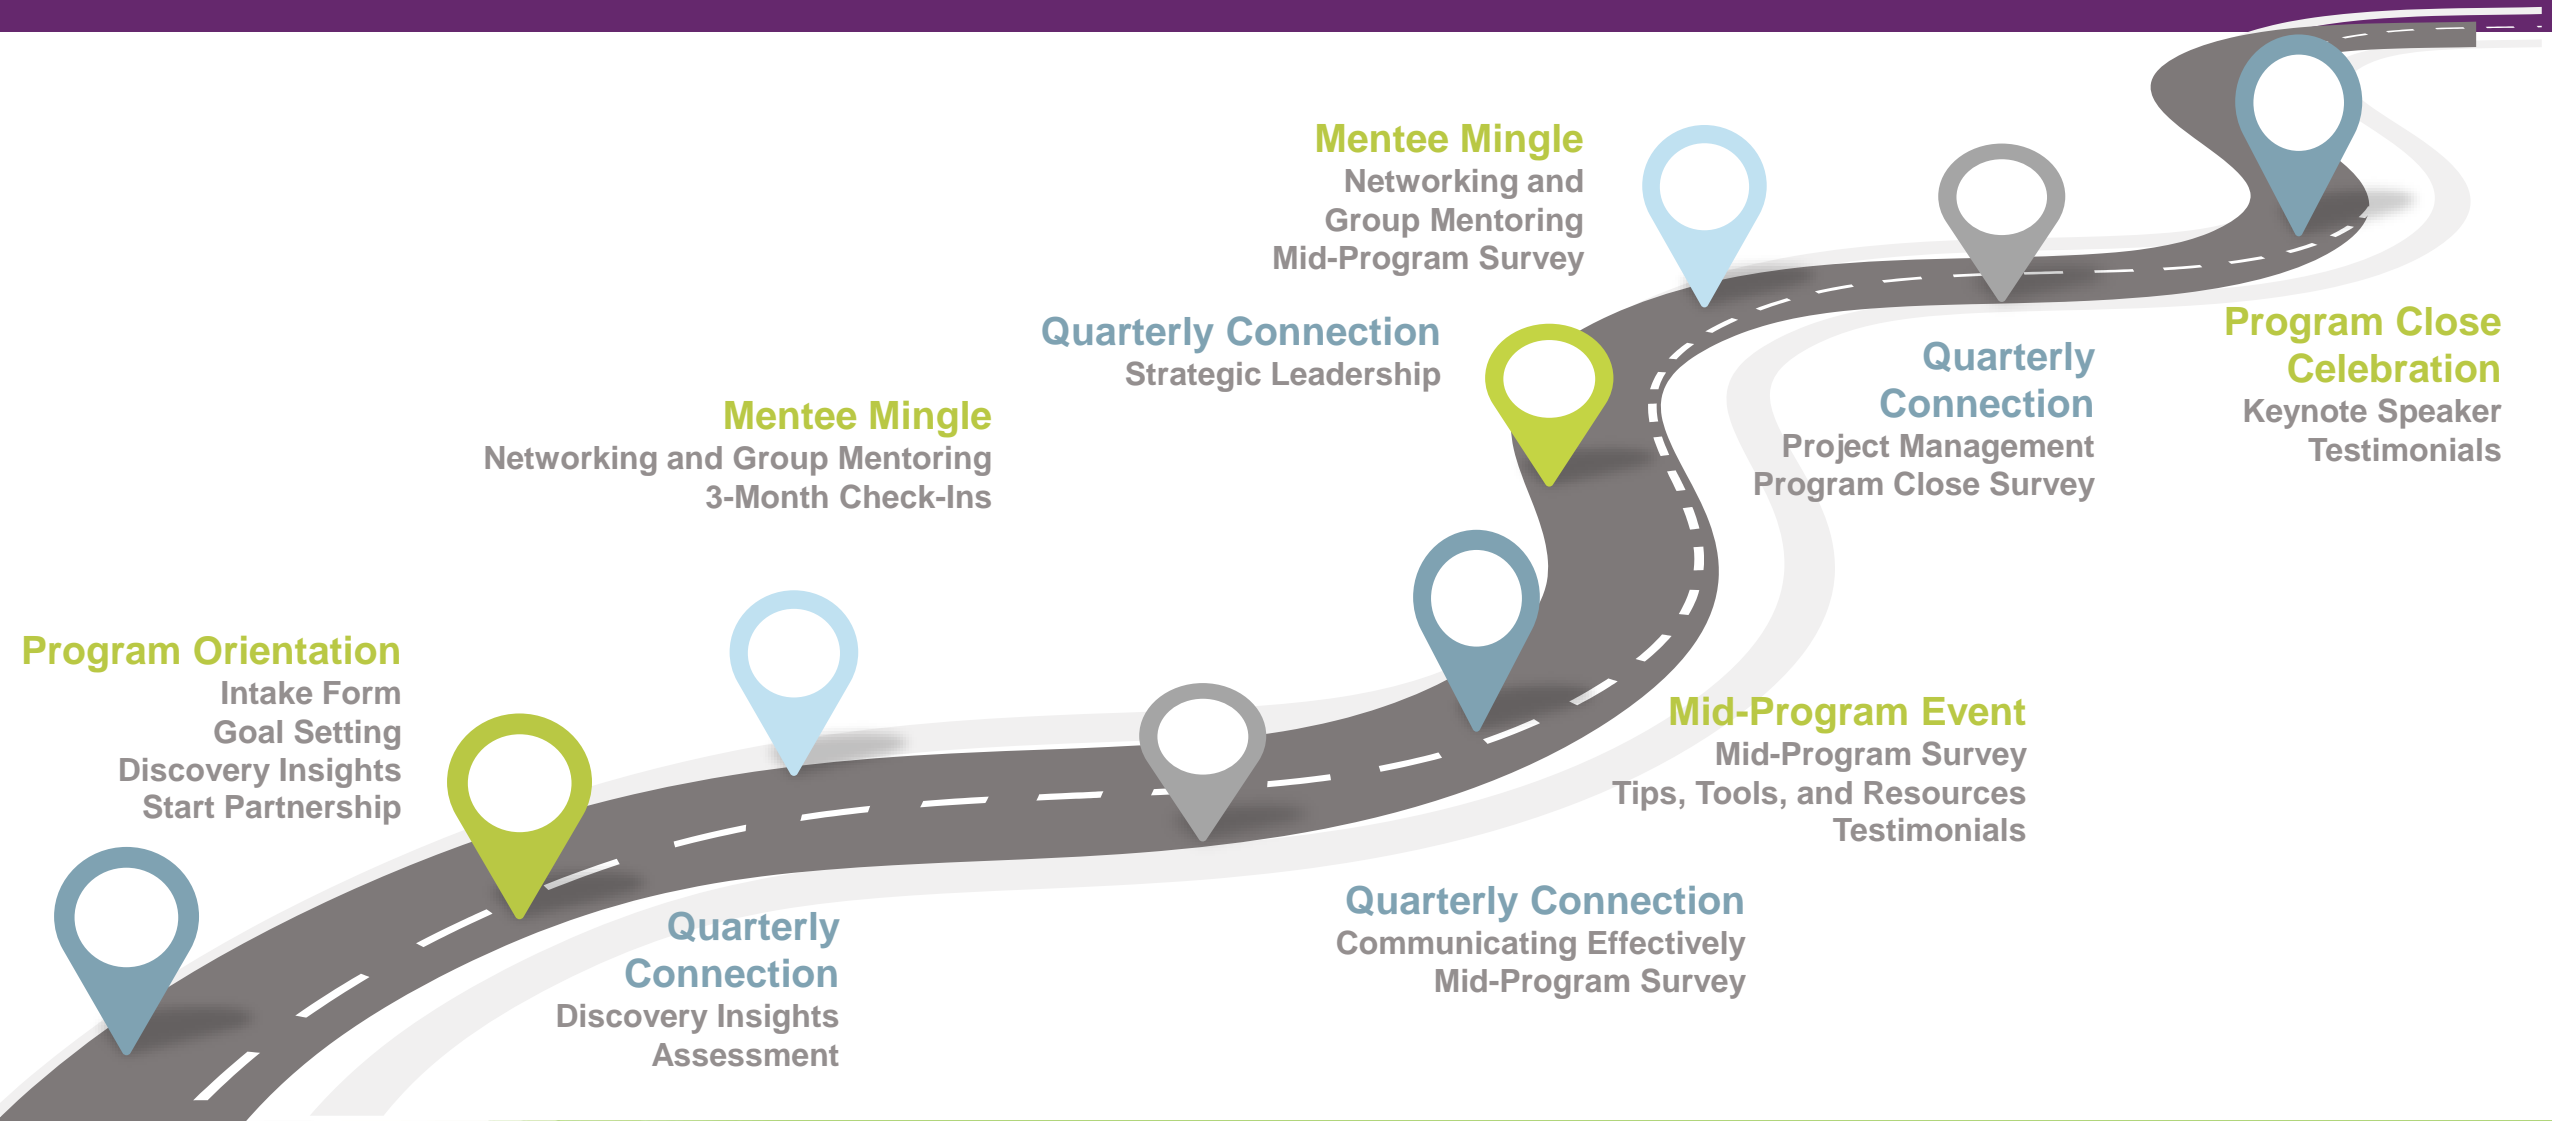 Program Orientation
Intake Form
Goal Setting
Discovery Insights
Start Partnership
Quarterly
Connection
Discovery Insights
Assessment
Mentee Mingle
Networking and Group Mentoring
3-Month Check-Ins
Quarterly Connection
Communicating Effectively
Mid-Program Survey
Mid-Program Event
Mid-Program Survey
Tips, Tools, and Resources
Testimonials
Quarterly Connection
Strategic Leadership
Mentee Mingle
Networking and
Group Mentoring
Mid-Program Survey
Quarterly
Connection
Project Management
Program Close Survey
Program Close
Celebration
Keynote Speaker
Testimonials